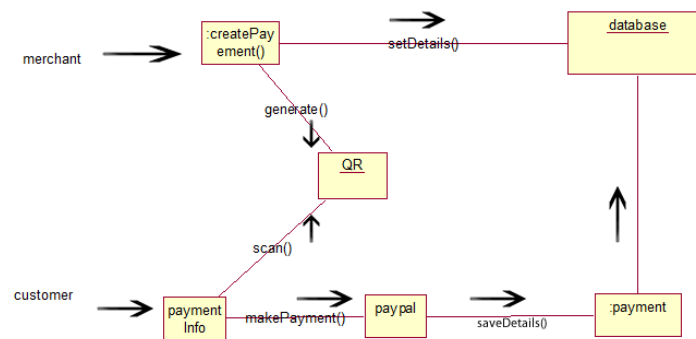 :createPay
ement()
database
setDetails()
merchant
generate()
QR
scan()
customer
payment
Info
makePayment()
paypal
saveDetails()
:payment